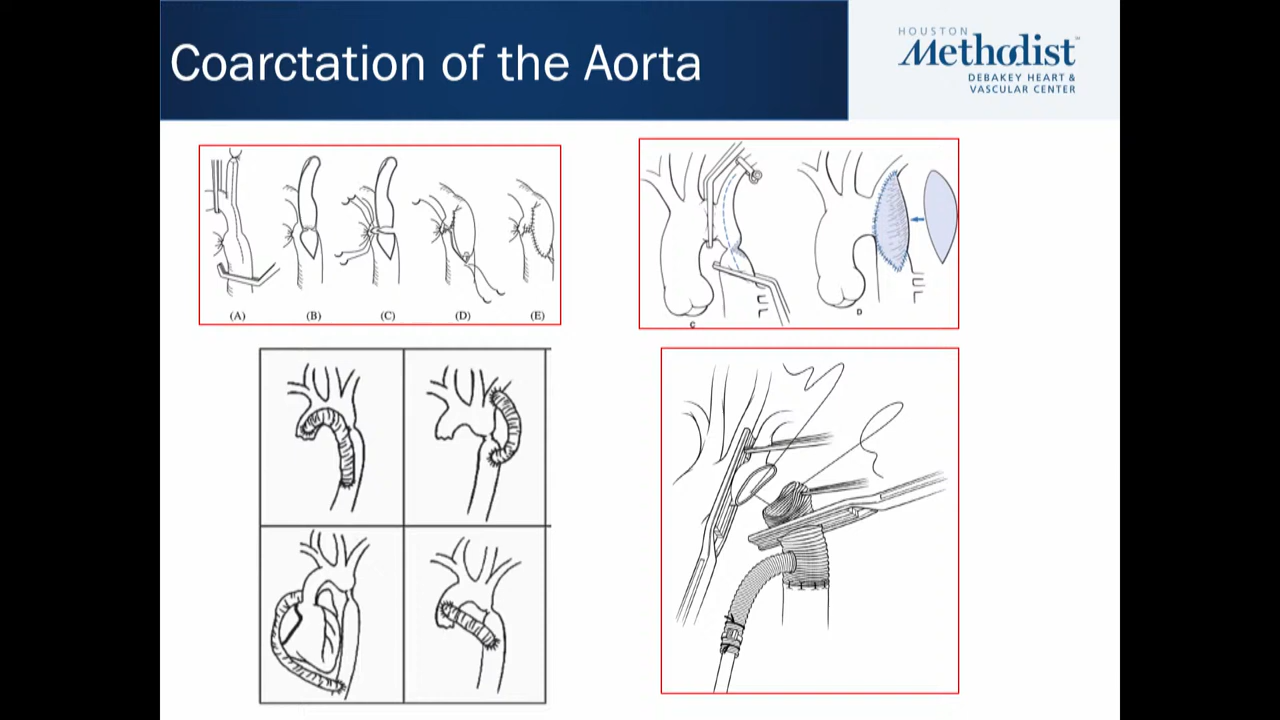 Coarctation of the Aorta
HOUSTON
Methodist
DEBAKEY HEART &
VASCULAR CENTER
(A) (B) (C) (D) (E)
C D